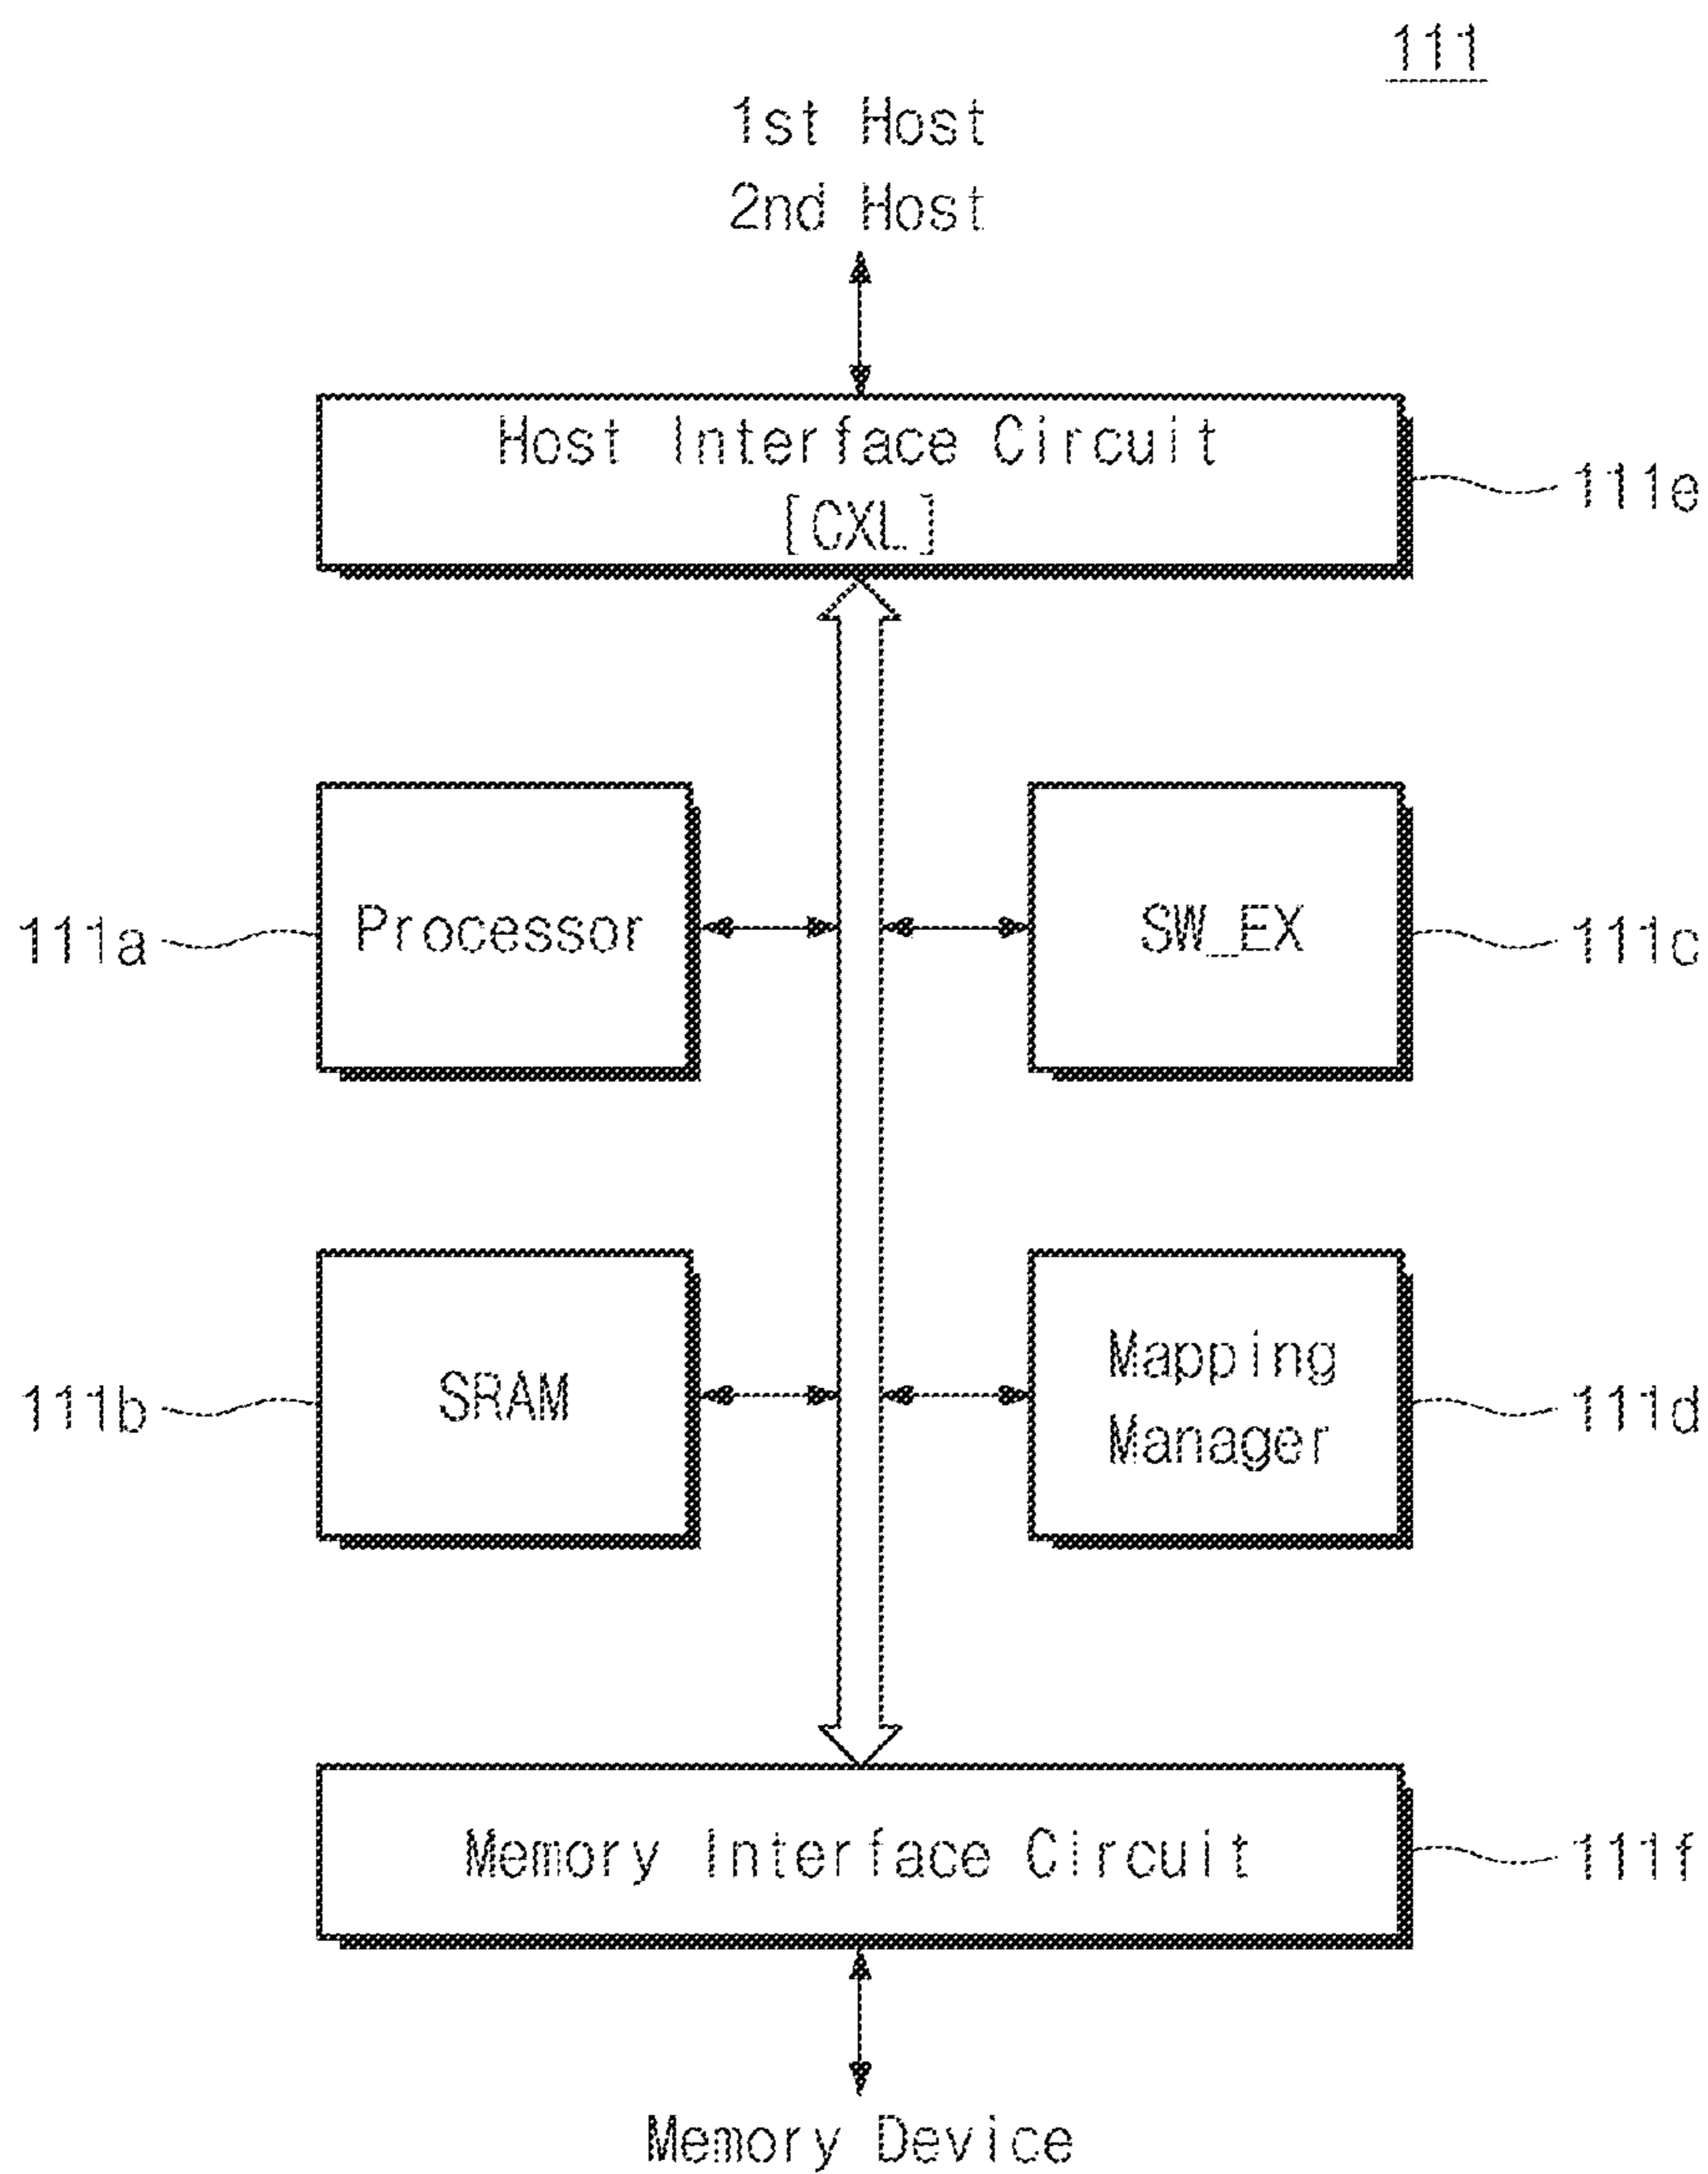 111
1st Host
2nd Host
Host Interface Circuit
[CXL]
111e
111a
Processor
SW_EX
111c
111b
SRAM
Mapping
Manager
111d
Memory Interface Circuit
111f
Memory Device